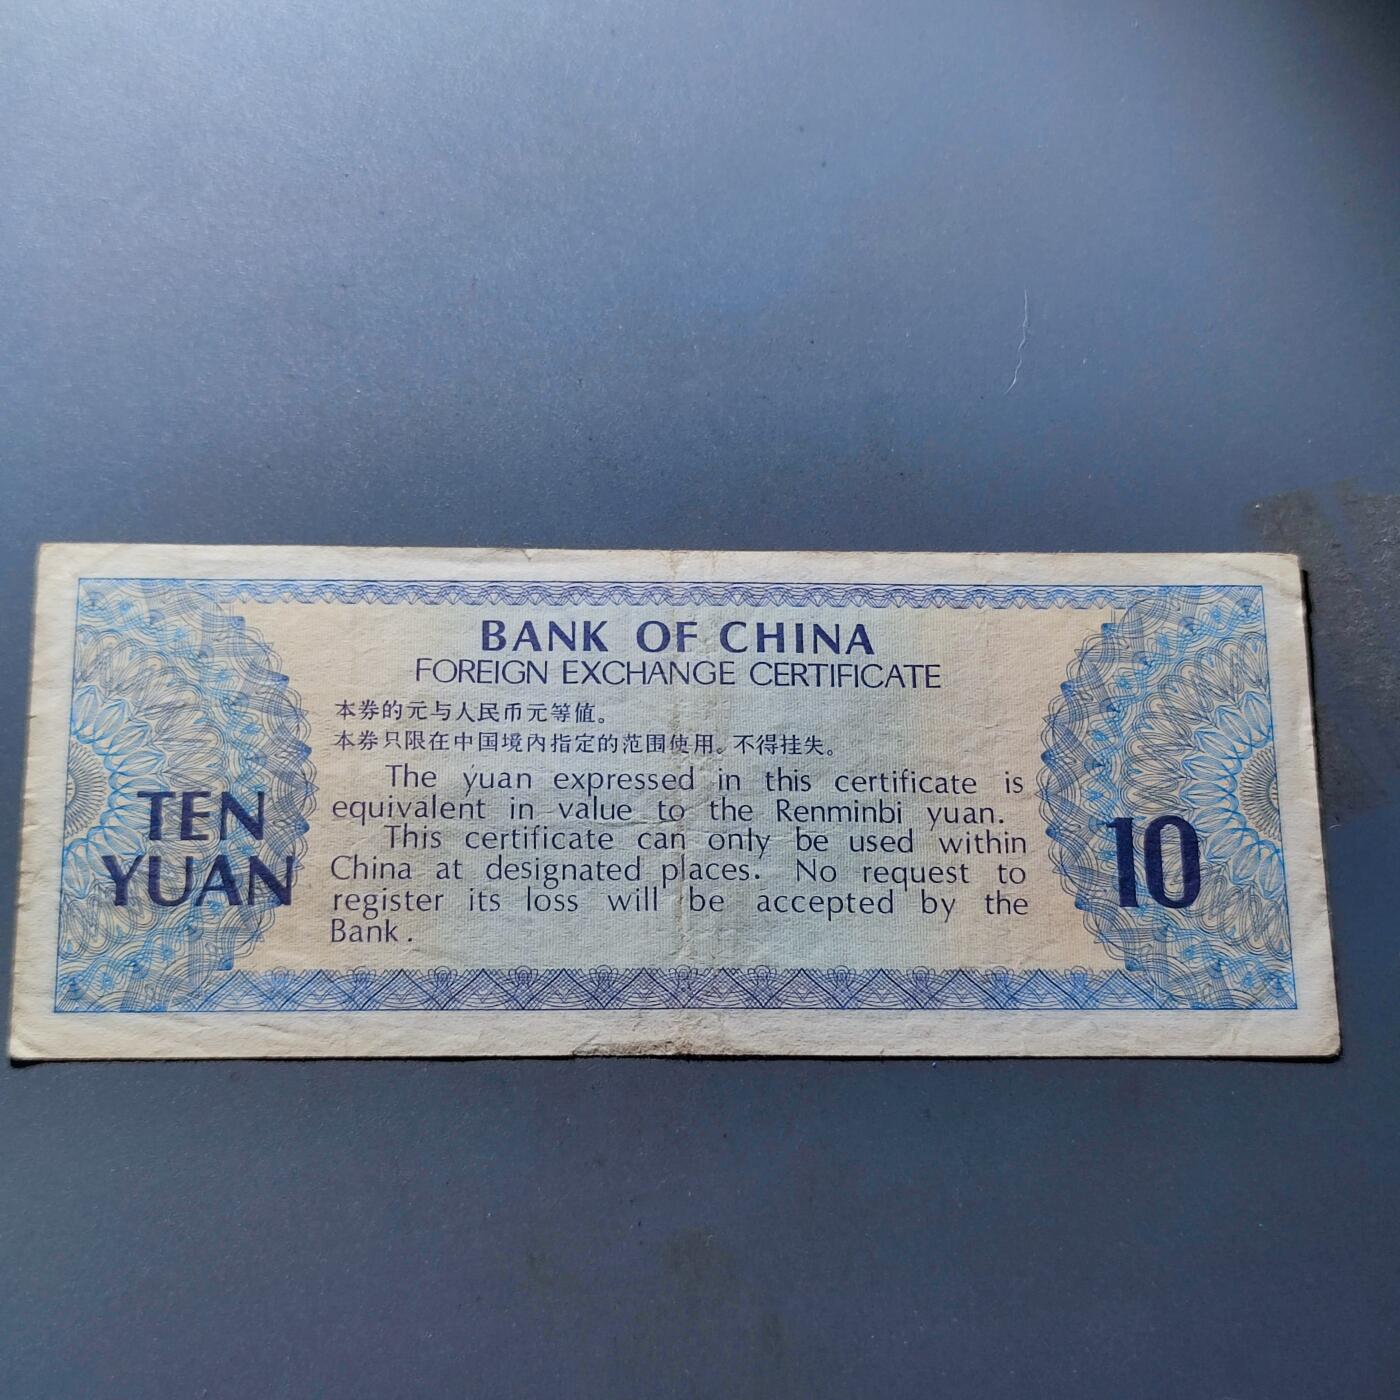 BANK OF CHINA
FOREIGN EXCHANGE CERTIFICATE
本券的元与人民币元等值。
本券只限在中国境内指定的范围使用。不得挂失。
The yuan expressed in this certificate is
equivalent in value to the Renminbi yuan.
This certificate can only be used within
China at designated places. No request to
register its loss will be accepted by the
Bank.
TEN
YUAN
10